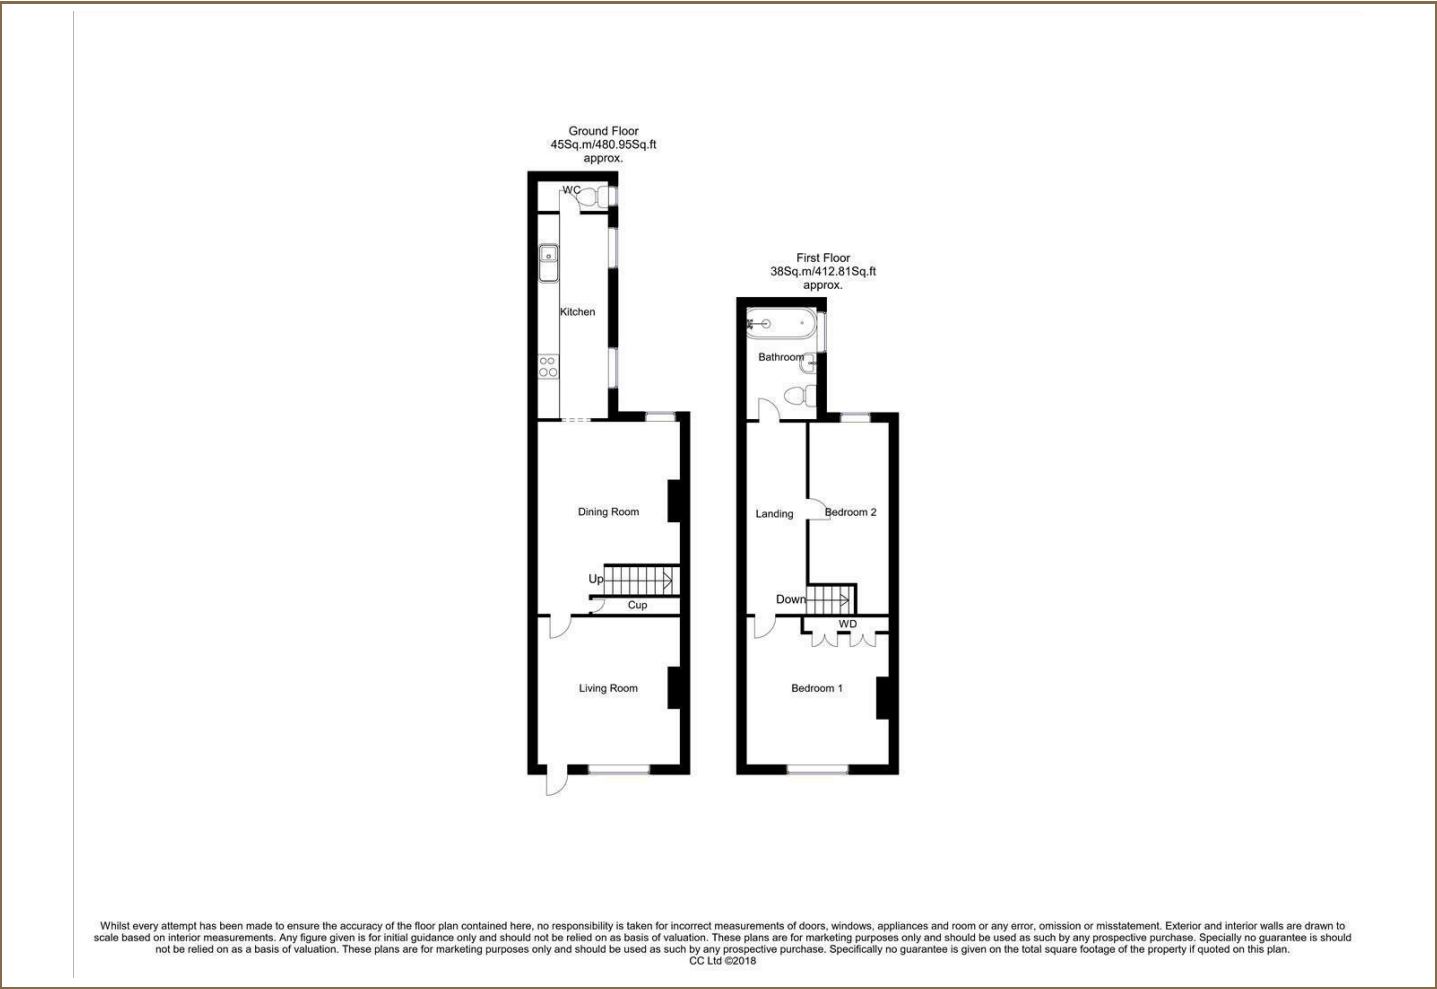 Ground Floor
45Sq.m/480.95Sq.ft
approx.
WC
Kitchen
Dining Room
Up
Cup
Living Room
First Floor
38Sq.m/412.81Sq.ft
approx.
Bathroom
Landing
Bedroom 2
Down
WD
Bedroom 1
Whilst every attempt has been made to ensure the accuracy of the floor plan contained here, no responsibility is taken for incorrect measurements of doors, windows, appliances and room or any error, omission or misstatement. Exterior and interior walls are drawn to
scale based on interior measurements. Any figure given is for initial guidance only and should not be relied on as basis of valuation. These plans are for marketing purposes only and should be used as such by any prospective purchase. Specially no guarantee is should
not be relied on as a basis of valuation. These plans are for marketing purposes only and should be used as such by any prospective purchase. Specifically no guarantee is given on the total square footage of the property if quoted on this plan.
CC Ltd ©2018